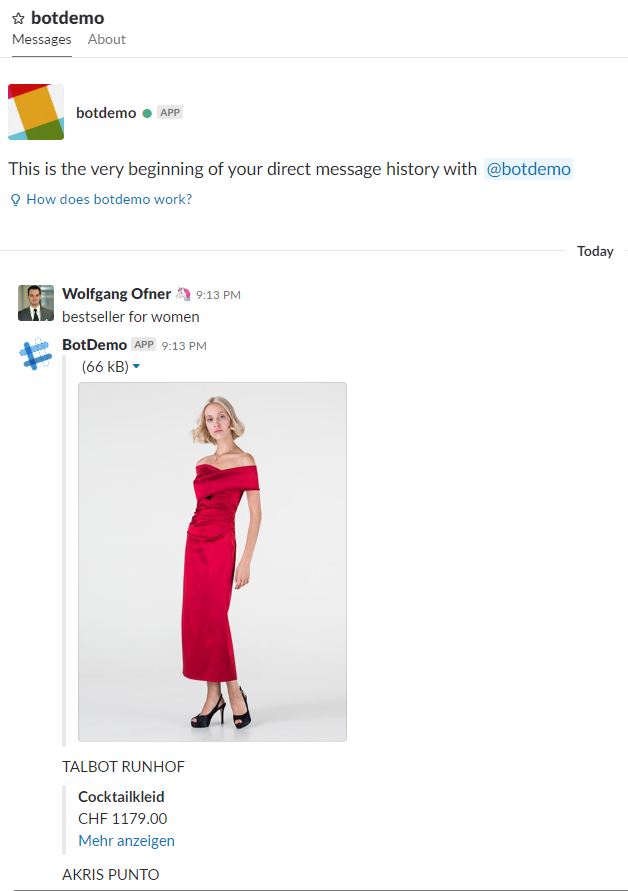 botdemo
Messages About
botdemo APP
This is the very beginning of your direct message history with @botdemo
How does botdemo work?
Today
Wolfgang Ofner 9:13 PM
bestseller for women
BotDemo APP 9:13 PM
(66 kB)
TALBOT RUNHOF
Cocktailkleid
CHF 1179.00
Mehr anzeigen
AKRIS PUNTO